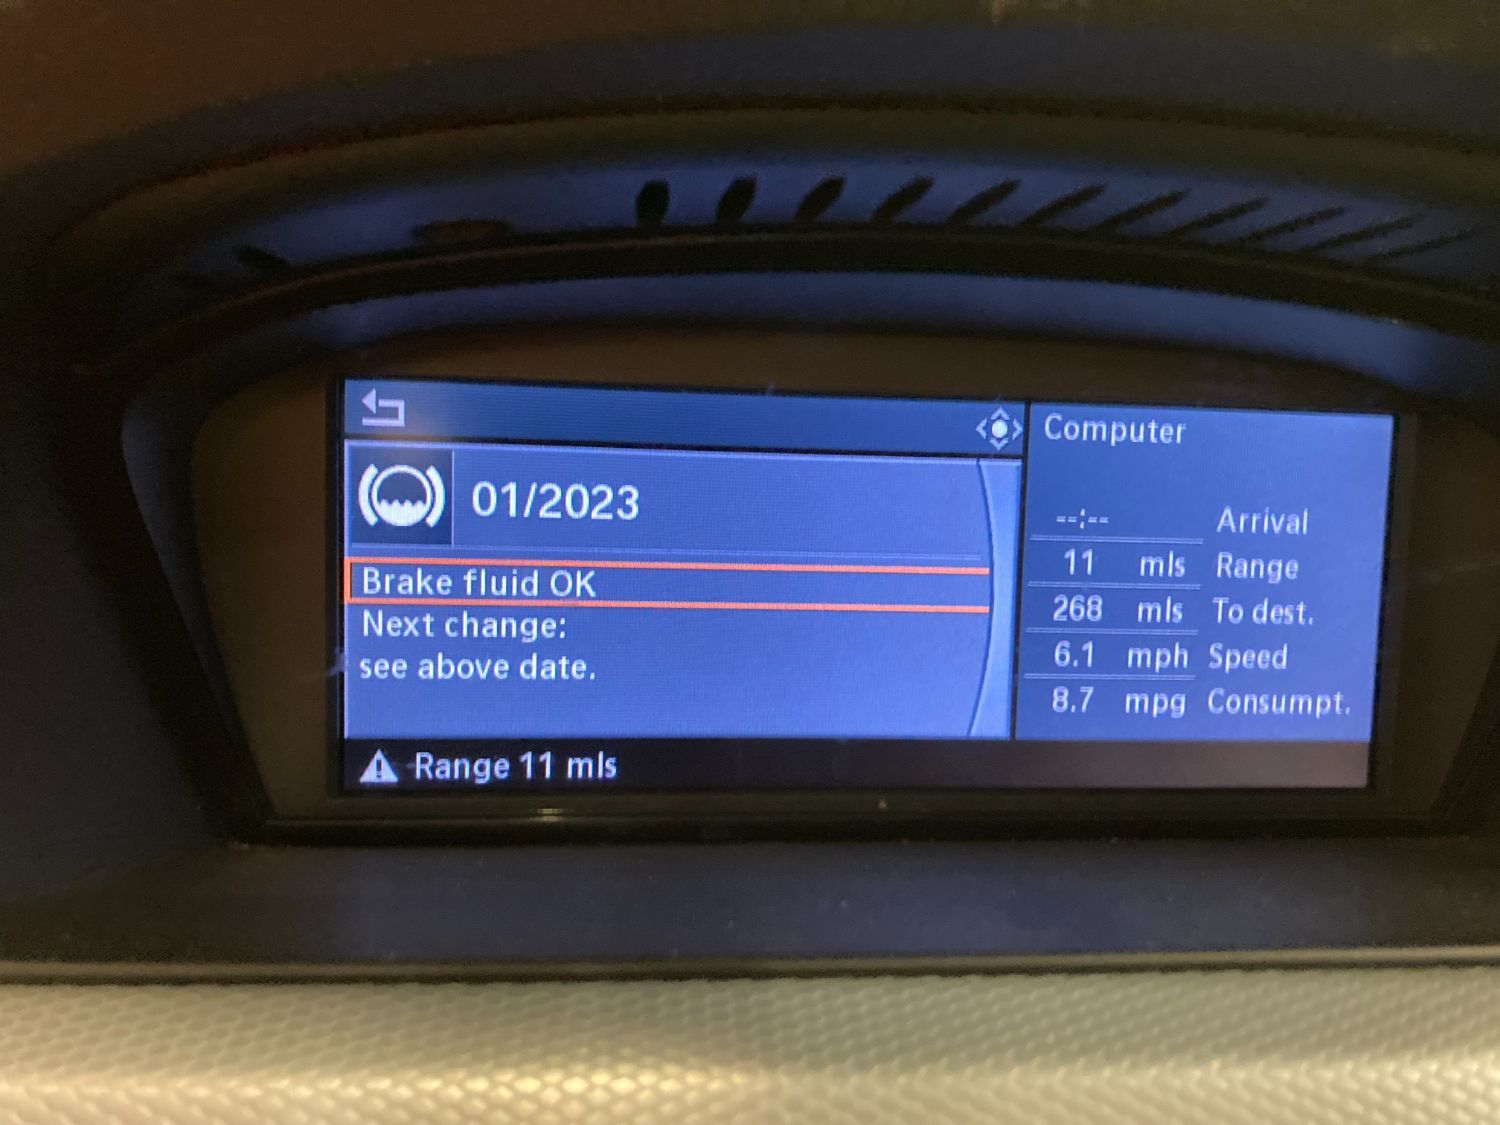 01/2023
Brake fluid OK
Next change:
see above date.
Range 11 mls
Computer
--:-- Arrival
11 mls Range
268 mls To dest.
6.1 mph Speed
8.7 mpg Consumpt.